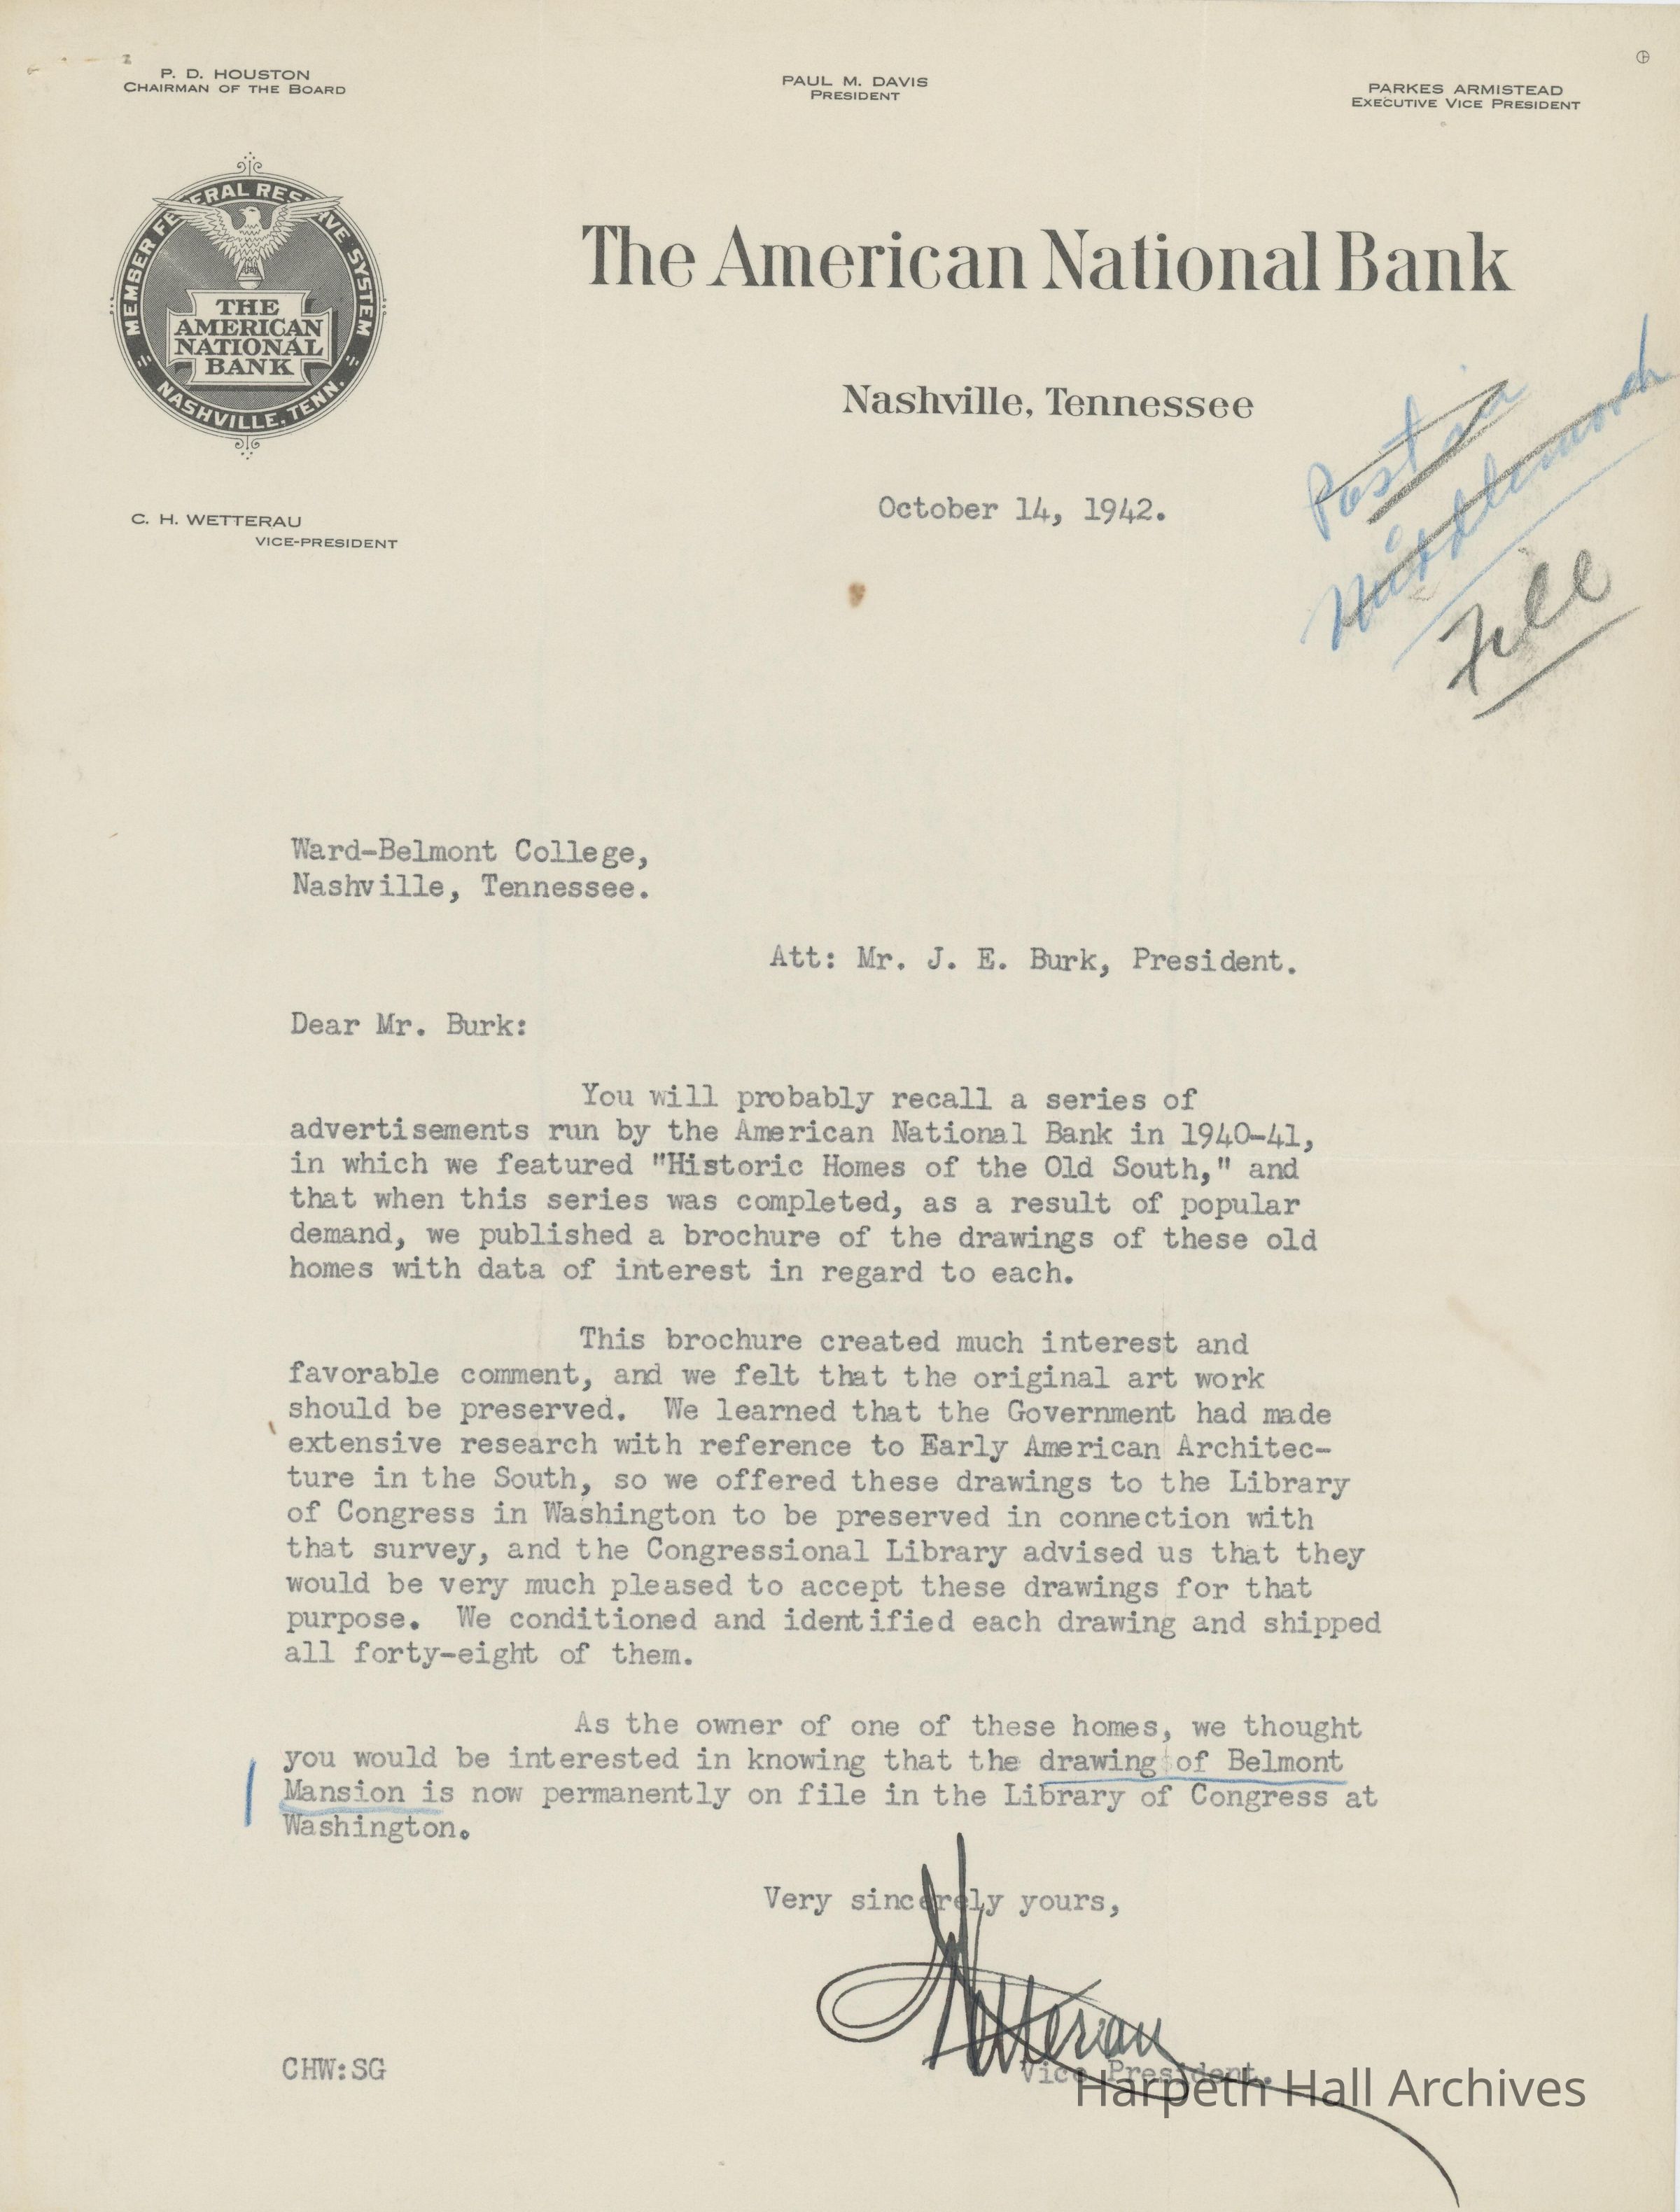 P. D. HOUSTON
CHAIRMAN OF THE BOARD
PAUL M. DAVIS
PRESIDENT
PARKES ARMISTEAD
EXECUTIVE VICE PRESIDENT
MEMBER FEDERAL RESERVE SYSTEM
THE
AMERICAN
NATIONAL
BANK
NASHVILLE, TENN.
The American National Bank
Nashville, Tennessee
C. H. WETTERAU
VICE-PRESIDENT
October 14, 1942.
Post in
File
Ward-Belmont College,
Nashville, Tennessee.
Att: Mr. J. E. Burk, President.
Dear Mr. Burk:
You will probably recall a series of
advertisements run by the American National Bank in 1940-41,
in which we featured "Historic Homes of the Old South," and
that when this series was completed, as a result of popular
demand, we published a brochure of the drawings of these old
homes with data of interest in regard to each.
This brochure created much interest and
favorable comment, and we felt that the original art work
should be preserved. We learned that the Government had made
extensive research with reference to Early American Architec-
ture in the South, so we offered these drawings to the Library
of Congress in Washington to be preserved in connection with
that survey, and the Congressional Library advised us that they
would be very much pleased to accept these drawings for that
purpose. We conditioned and identified each drawing and shipped
all forty-eight of them.
As the owner of one of these homes, we thought
you would be interested in knowing that the drawing of Belmont
Mansion is now permanently on file in the Library of Congress at
Washington.
Very sincerely yours,
Wetterau
Vice President.
CHW:SG
Harpeth Hall Archives